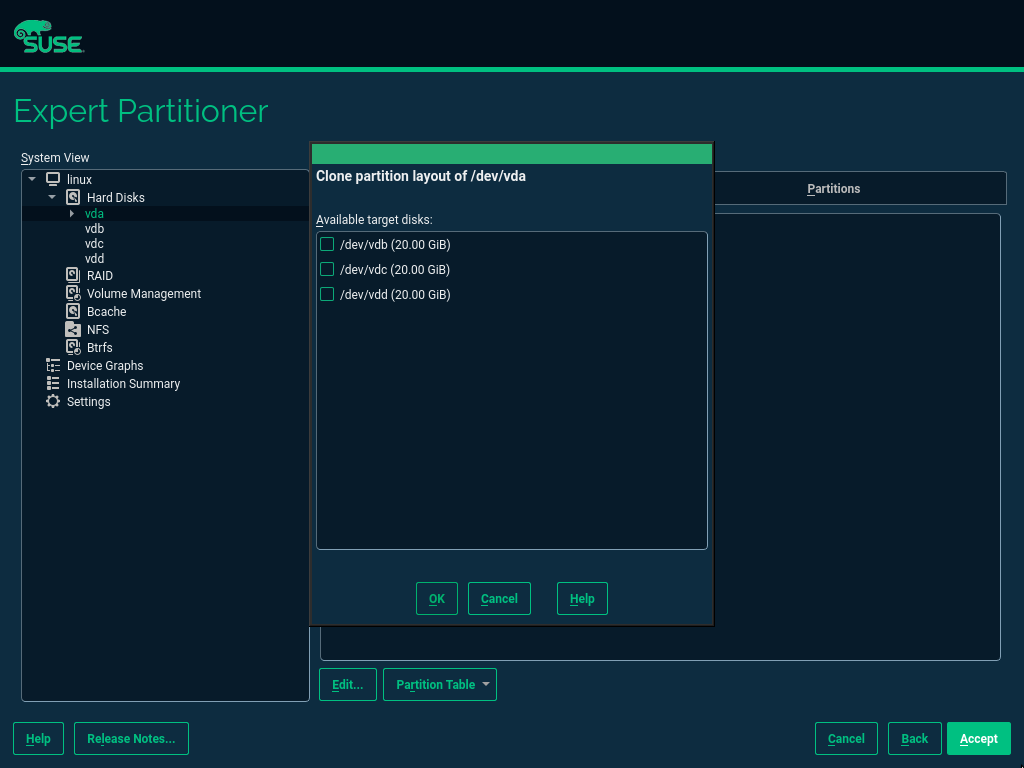 SUSE
Expert Partitioner
System View
linux
Hard Disks
vda
vdb
vdc
vdd
RAID
Volume Management
Bcache
NFS
Btrfs
Device Graphs
Installation Summary
Settings
Partitions
Clone partition layout of /dev/vda
Available target disks:
/dev/vdb (20.00 GiB)
/dev/vdc (20.00 GiB)
/dev/vdd (20.00 GiB)
OK Cancel Help
Edit... Partition Table
Help Release Notes... Cancel Back Accept